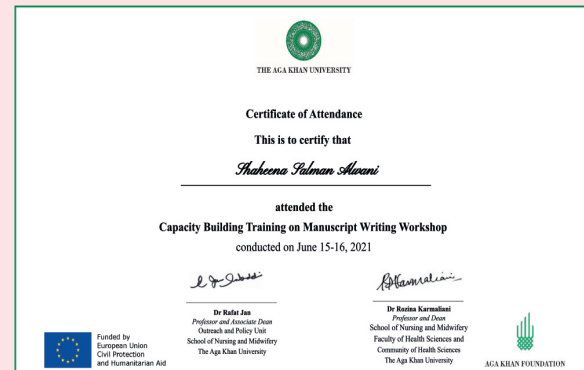 THE AGA KHAN UNIVERSITY
Certificate of Attendance
This is to certify that
Shaheena Salman Alwani
attended the
Capacity Building Training on Manuscript Writing Workshop
conducted on June 15-16, 2021
Dr Rafat Jan
Professor and Associate Dean
Outreach and Policy Unit
School of Nursing and Midwifery
The Aga Khan University
Dr Rozina Karmaliani
Professor and Dean
School of Nursing and Midwifery
Faculty of Health Sciences and
Community of Health Sciences
The Aga Khan University
Funded by
European Union
Civil Protection
and Humanitarian Aid
AGA KHAN FOUNDATION